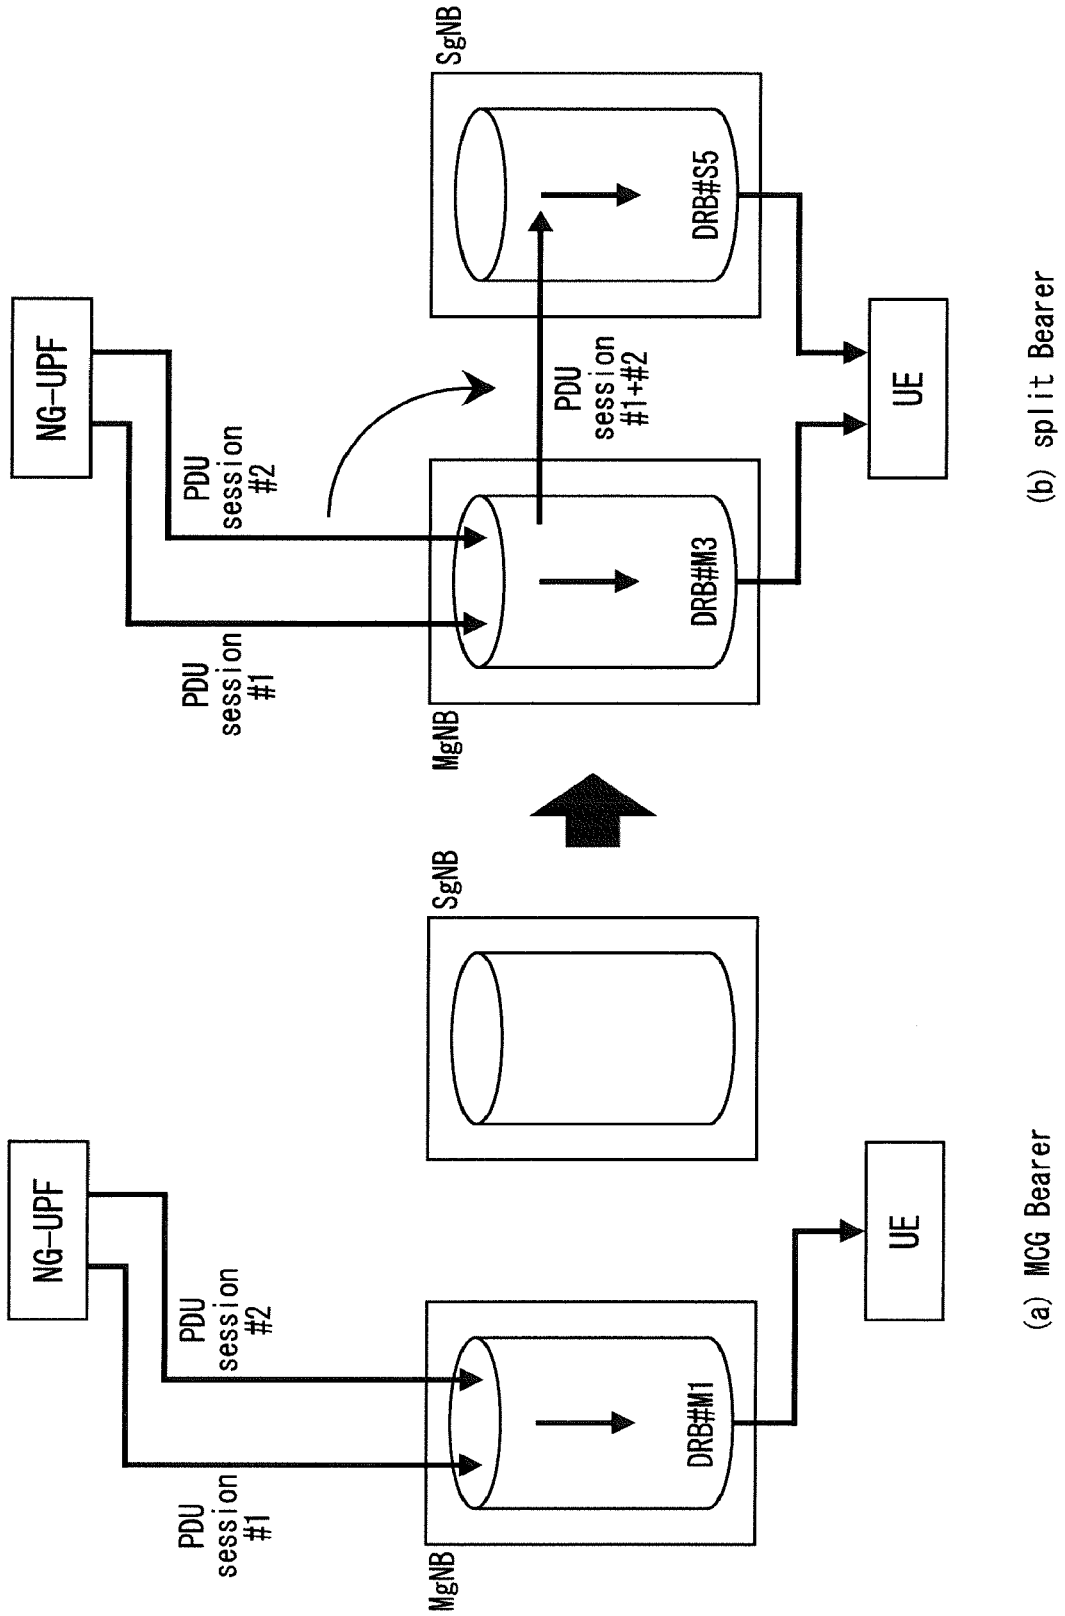 NG-UPF
PDU
session
#1
PDU
session
#2
MgNB
DRB#M1
SgNB
UE
(a) MCG Bearer
NG-UPF
PDU
session
#1
PDU
session
#2
MgNB
DRB#M3
PDU
session
#1+#2
SgNB
DRB#S5
UE
(b) split Bearer